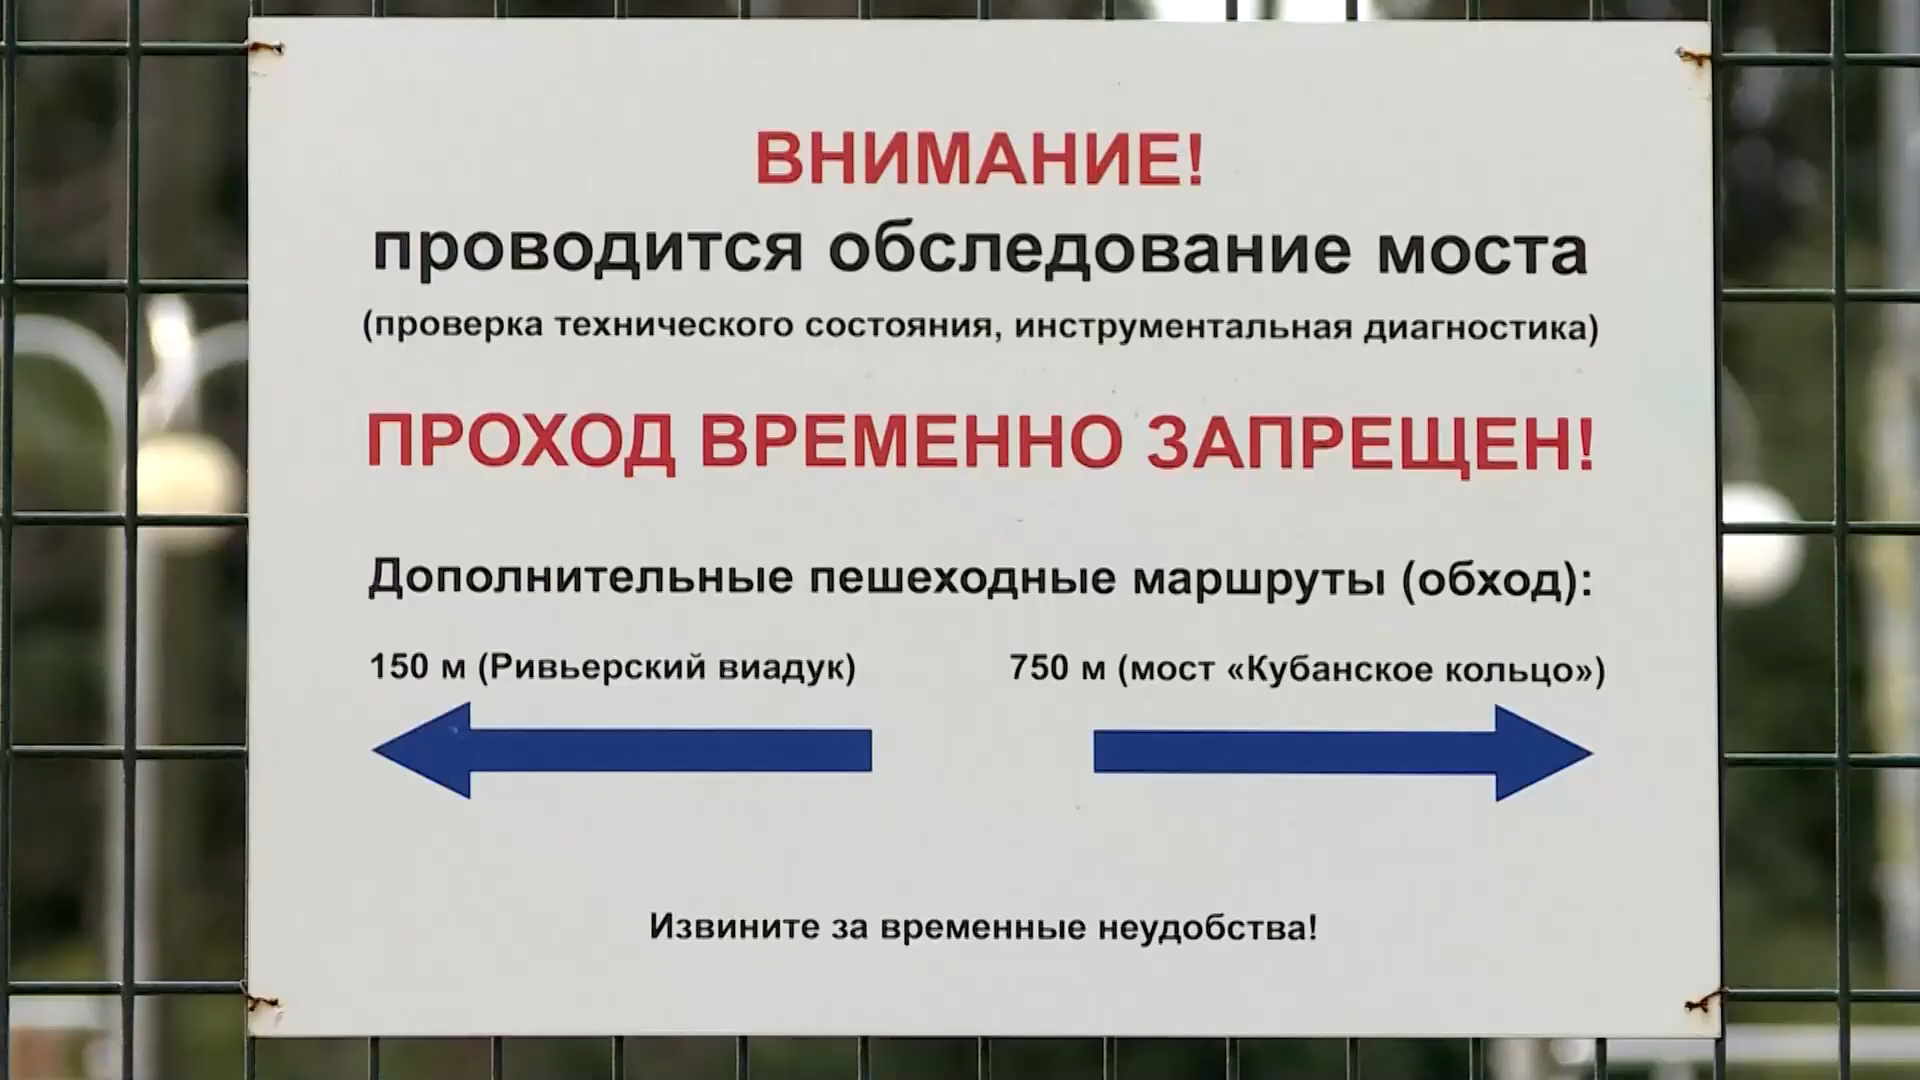 ВНИМАНИЕ!
проводится обследование моста
(проверка технического состояния, инструментальная диагностика)
ПРОХОД ВРЕМЕННО ЗАПРЕЩЕН!
Дополнительные пешеходные маршруты (обход):
150 м (Ривьерский виадук) 750 м (мост «Кубанское кольцо»)
Извините за временные неудобства!